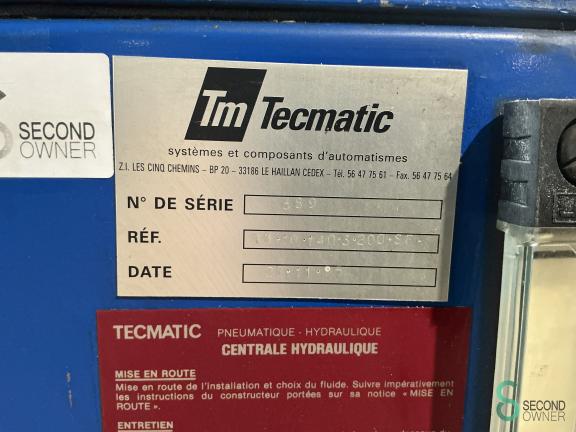 SECOND
OWNER
Tm Tecmatic
systèmes et composants d'automatismes
Z.I. LES CINQ CHEMINS – BP 20 – 33186 LE HAILLAN CEDEX – Tél. 56 47 75 61 – Fax. 56 47 75 64
N° DE SÉRIE
RÉF.
DATE
TECMATIC PNEUMATIQUE - HYDRAULIQUE
CENTRALE HYDRAULIQUE
MISE EN ROUTE
Mise en route de l'installation et choix du fluide. Suivre impérativement
les instructions du constructeur portées sur sa notice « MISE EN
ROUTE ».
ENTRETIEN
SECOND
OWNER